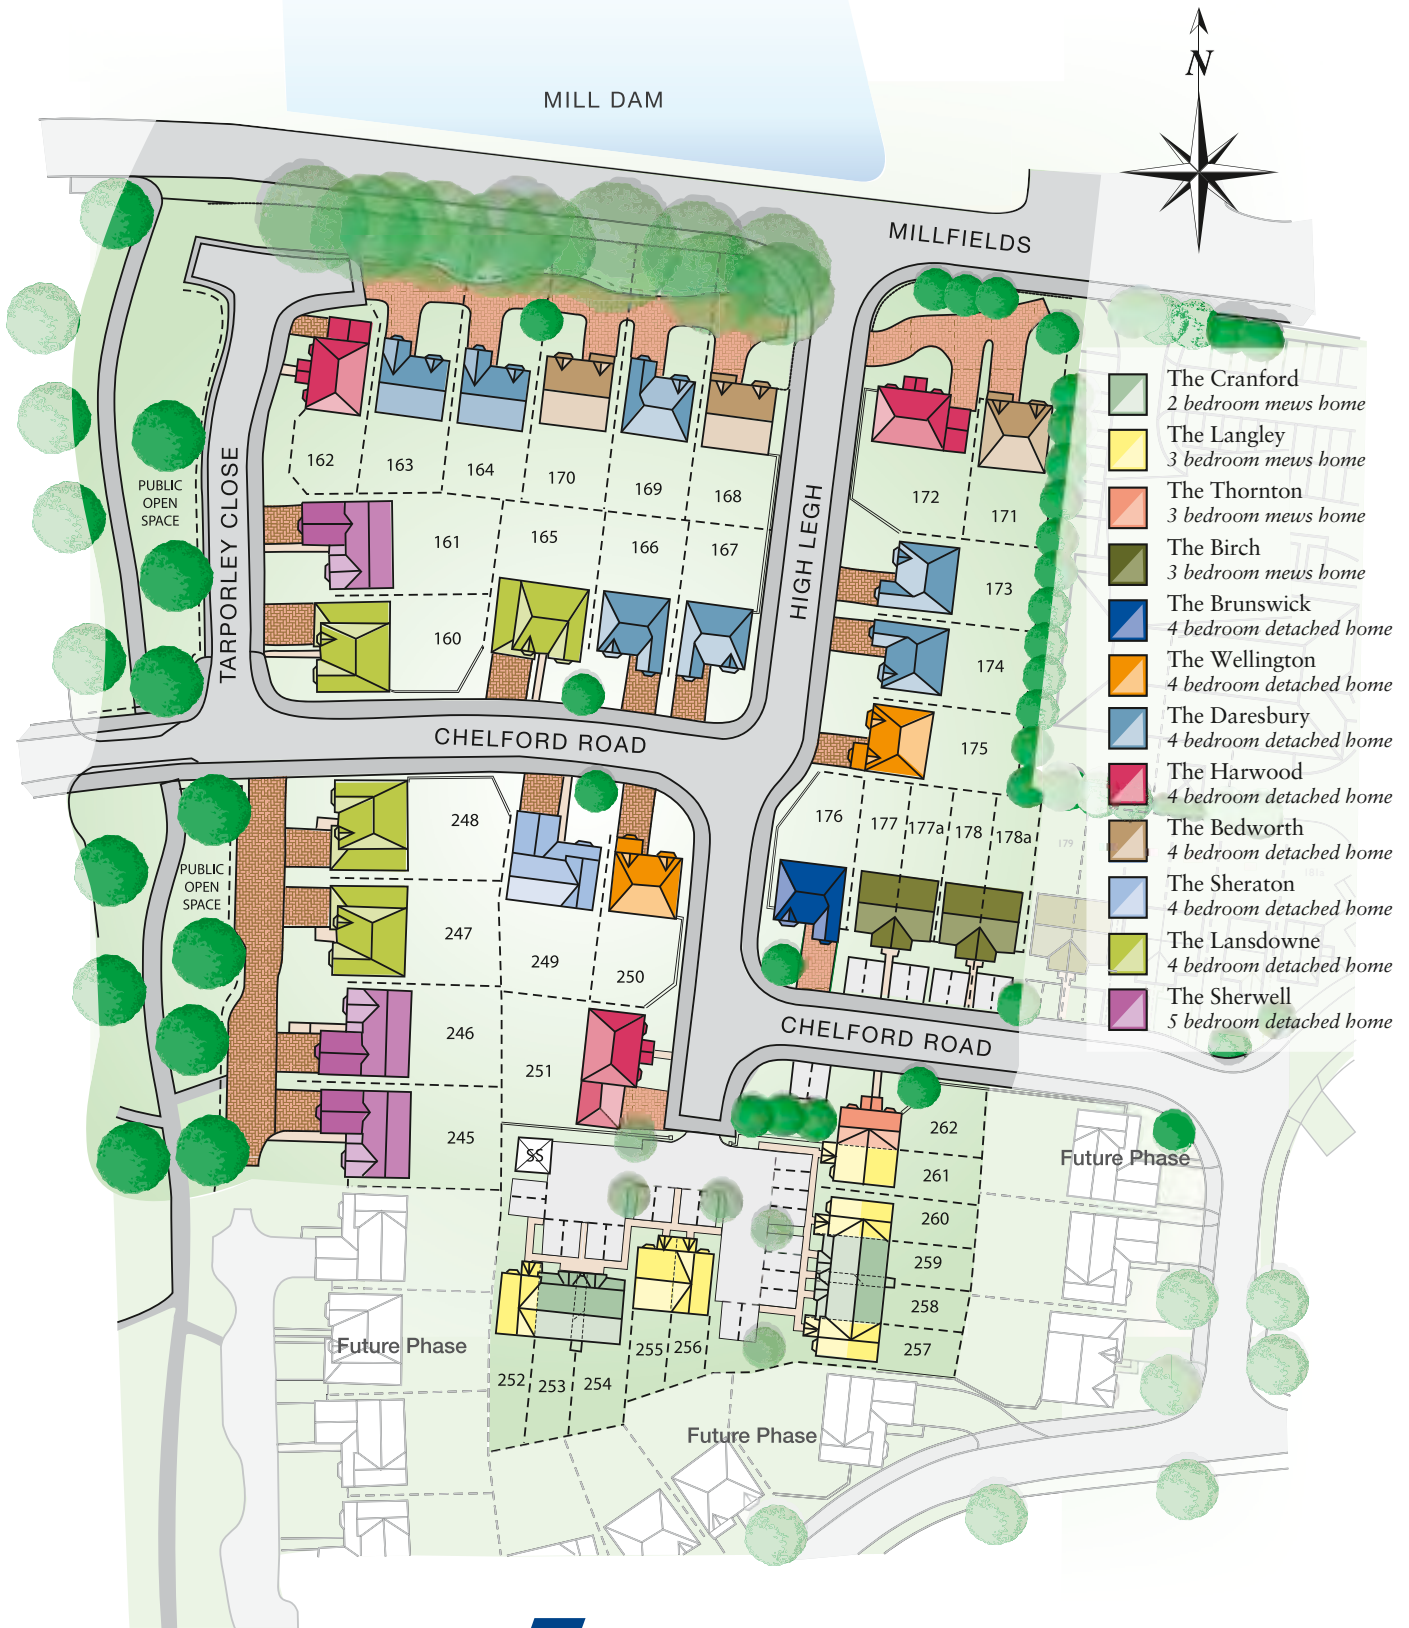 MILL DAM
N
MILLFIELDS
TARPORLEY CLOSE
HIGH LEGH
CHELFORD ROAD
CHELFORD ROAD
PUBLIC
OPEN
SPACE
PUBLIC
OPEN
SPACE
162
163
164
170
169
168
172
171
161
165
166
167
173
160
174
175
176
177
177a
178
178a
179
181a
248
247
249
250
246
251
245
SS
262
261
260
259
258
257
255
256
252
253
254
Future Phase
Future Phase
Future Phase
The Cranford
2 bedroom mews home
The Langley
3 bedroom mews home
The Thornton
3 bedroom mews home
The Birch
3 bedroom mews home
The Brunswick
4 bedroom detached home
The Wellington
4 bedroom detached home
The Daresbury
4 bedroom detached home
The Harwood
4 bedroom detached home
The Bedworth
4 bedroom detached home
The Sheraton
4 bedroom detached home
The Lansdowne
4 bedroom detached home
The Sherwell
5 bedroom detached home